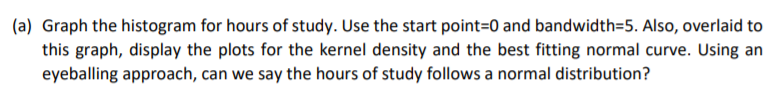 (a) Graph the histogram for hours of study. Use the start point=0 and bandwidth=5. Also, overlaid to
this graph, display the plots for the kernel density and the best fitting normal curve. Using an
eyeballing approach, can we say the hours of study follows a normal distribution?